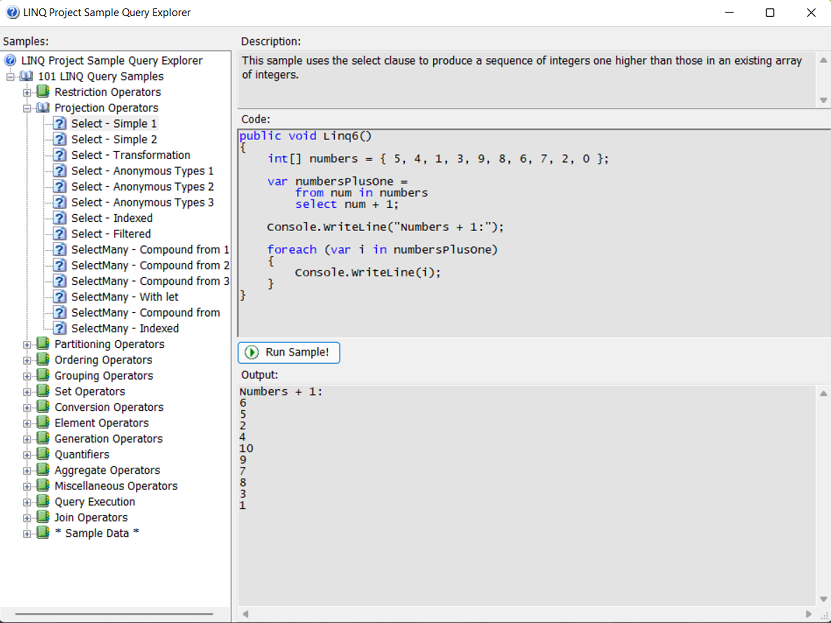 LINQ Project Sample Query Explorer
Samples:
LINQ Project Sample Query Explorer
101 LINQ Query Samples
Restriction Operators
Projection Operators
Select - Simple 1
Select - Simple 2
Select - Transformation
Select - Anonymous Types 1
Select - Anonymous Types 2
Select - Anonymous Types 3
Select - Indexed
Select - Filtered
SelectMany - Compound from 1
SelectMany - Compound from 2
SelectMany - Compound from 3
SelectMany - With let
SelectMany - Compound from
SelectMany - Indexed
Partitioning Operators
Ordering Operators
Grouping Operators
Set Operators
Conversion Operators
Element Operators
Generation Operators
Quantifiers
Aggregate Operators
Miscellaneous Operators
Query Execution
Join Operators
* Sample Data *
Description:
This sample uses the select clause to produce a sequence of integers one higher than those in an existing array
of integers.
Code:
public void Linq6()
{
    int[] numbers = { 5, 4, 1, 3, 9, 8, 6, 7, 2, 0 };
    var numbersPlusOne =
        from num in numbers
        select num + 1;
    Console.WriteLine("Numbers + 1:");
    foreach (var i in numbersPlusOne)
    {
        Console.WriteLine(i);
    }
}
Run Sample!
Output:
Numbers + 1:
6
5
2
4
10
9
7
8
3
1